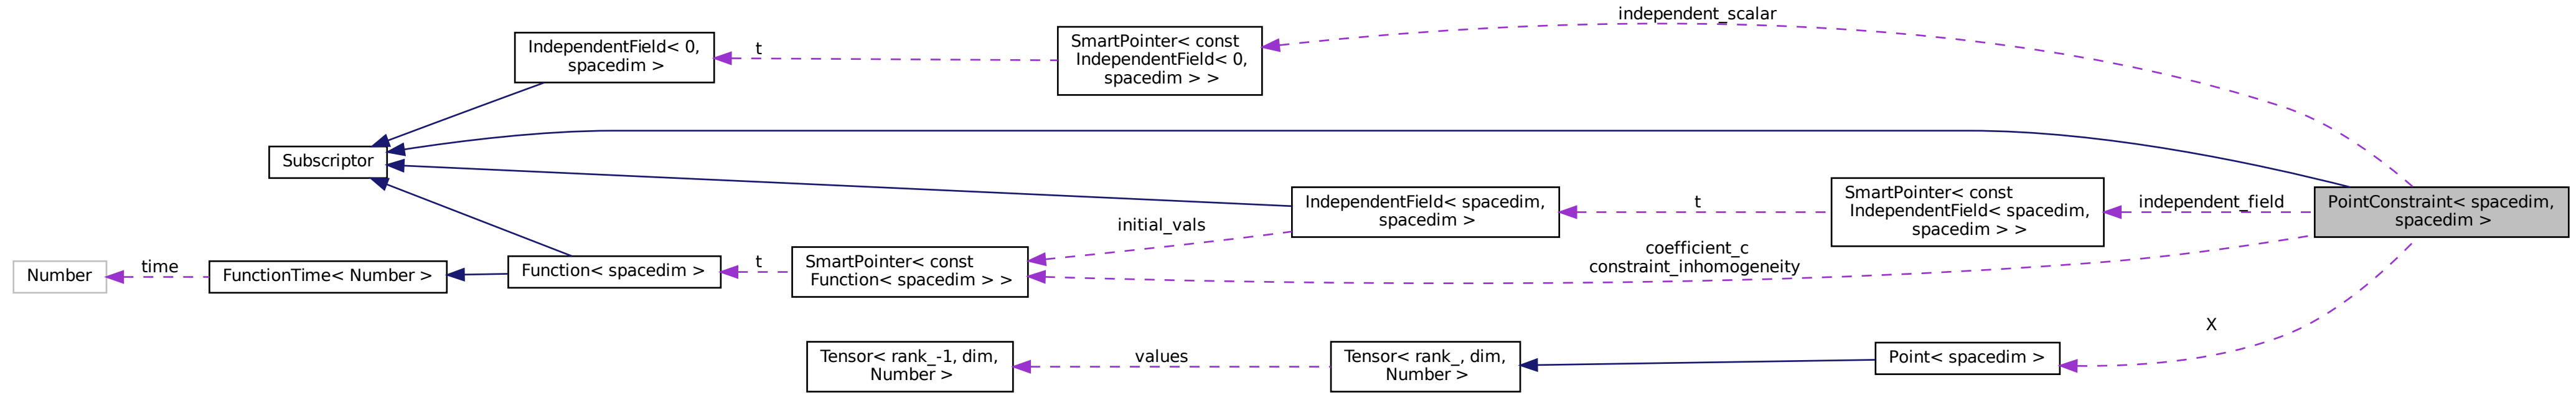 independent_scalar
IndependentField< 0,
spacedim >
t
SmartPointer< const
IndependentField< 0,
spacedim > >
Subscriptor
IndependentField< spacedim,
spacedim >
t
SmartPointer< const
IndependentField< spacedim,
spacedim > >
independent_field
PointConstraint< spacedim,
spacedim >
initial_vals
coefficient_c
constraint_inhomogeneity
Number
time
FunctionTime< Number >
Function< spacedim >
t
SmartPointer< const
Function< spacedim > >
X
Tensor< rank_-1, dim,
Number >
values
Tensor< rank_, dim,
Number >
Point< spacedim >